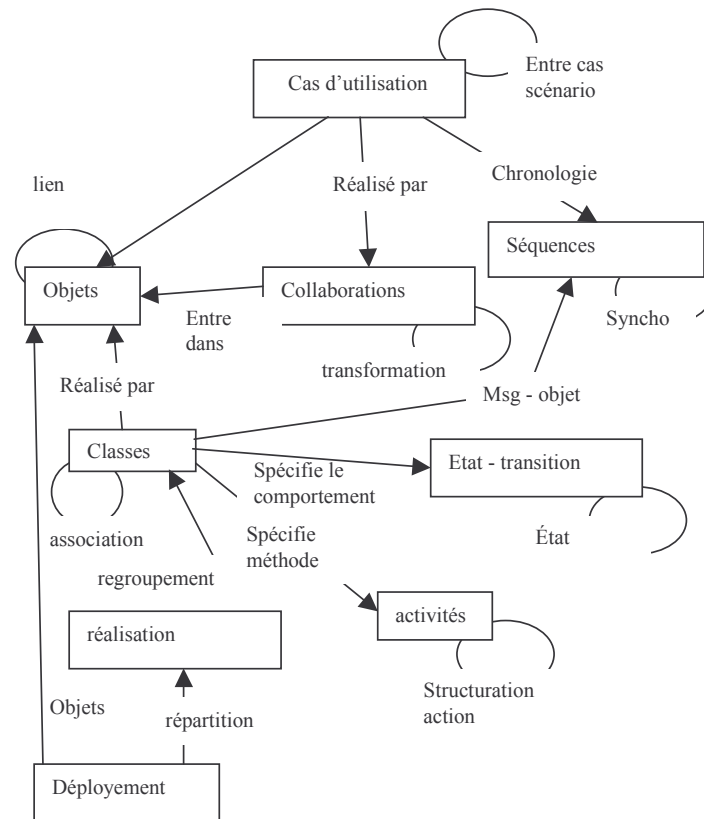 Cas d'utilisation
Entre cas
scénario
lien
Réalisé par
Chronologie
Séquences
Objets
Collaborations
Entre
dans
Syncho
transformation
Réalisé par
Msg - objet
Classes
Spécifie le
comportement
Etat - transition
association
Spécifie
méthode
État
regroupement
activités
réalisation
Structuration
action
Objets
répartition
Déployement